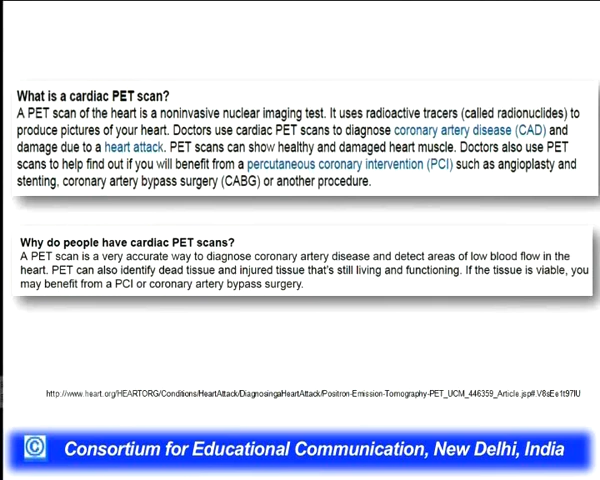 What is a cardiac PET scan?
A PET scan of the heart is a noninvasive nuclear imaging test. It uses radioactive tracers (called radionuclides) to
produce pictures of your heart. Doctors use cardiac PET scans to diagnose coronary artery disease (CAD) and
damage due to a heart attack. PET scans can show healthy and damaged heart muscle. Doctors also use PET
scans to help find out if you will benefit from a percutaneous coronary intervention (PCI) such as angioplasty and
stenting, coronary artery bypass surgery (CABG) or another procedure.
Why do people have cardiac PET scans?
A PET scan is a very accurate way to diagnose coronary artery disease and detect areas of low blood flow in the
heart. PET can also identify dead tissue and injured tissue that's still living and functioning. If the tissue is viable, you
may benefit from a PCI or coronary artery bypass surgery.
http://www.heart.org/HEARTORG/Conditions/HeartAttack/DiagnosingaHeartAttack/Positron-Emission-Tomography-PET_UCM_446359_Article.jsp#.V8sEe1t97IU
© Consortium for Educational Communication, New Delhi, India